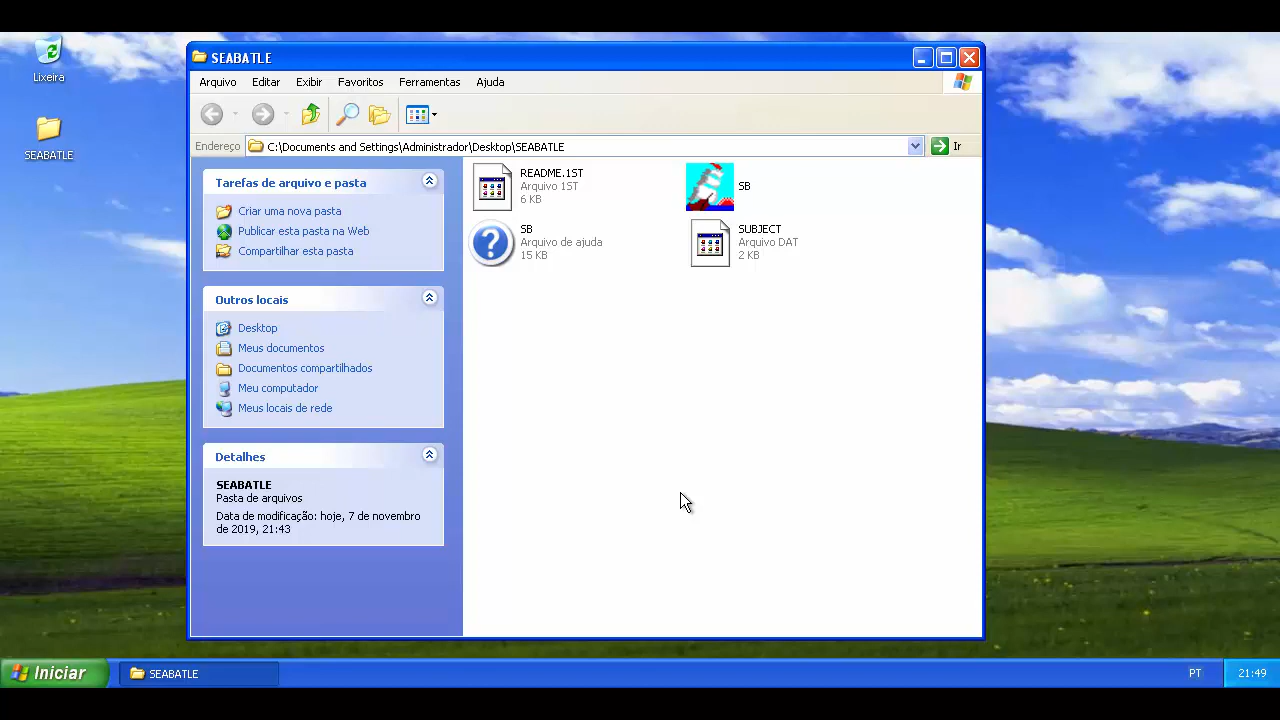 Lixeira
SEABATLE
SEABATLE
Arquivo Editar Exibir Favoritos Ferramentas Ajuda
Endereço C:\Documents and Settings\Administrador\Desktop\SEABATLE Ir
Tarefas de arquivo e pasta
Criar uma nova pasta
Publicar esta pasta na Web
Compartilhar esta pasta
Outros locais
Desktop
Meus documentos
Documentos compartilhados
Meu computador
Meus locais de rede
Detalhes
SEABATLE
Pasta de arquivos
Data de modificação: hoje, 7 de novembro
de 2019, 21:43
README.1ST
Arquivo 1ST
6 KB
SB
SB
Arquivo de ajuda
15 KB
SUBJECT
Arquivo DAT
2 KB
Iniciar SEABATLE PT 21:49